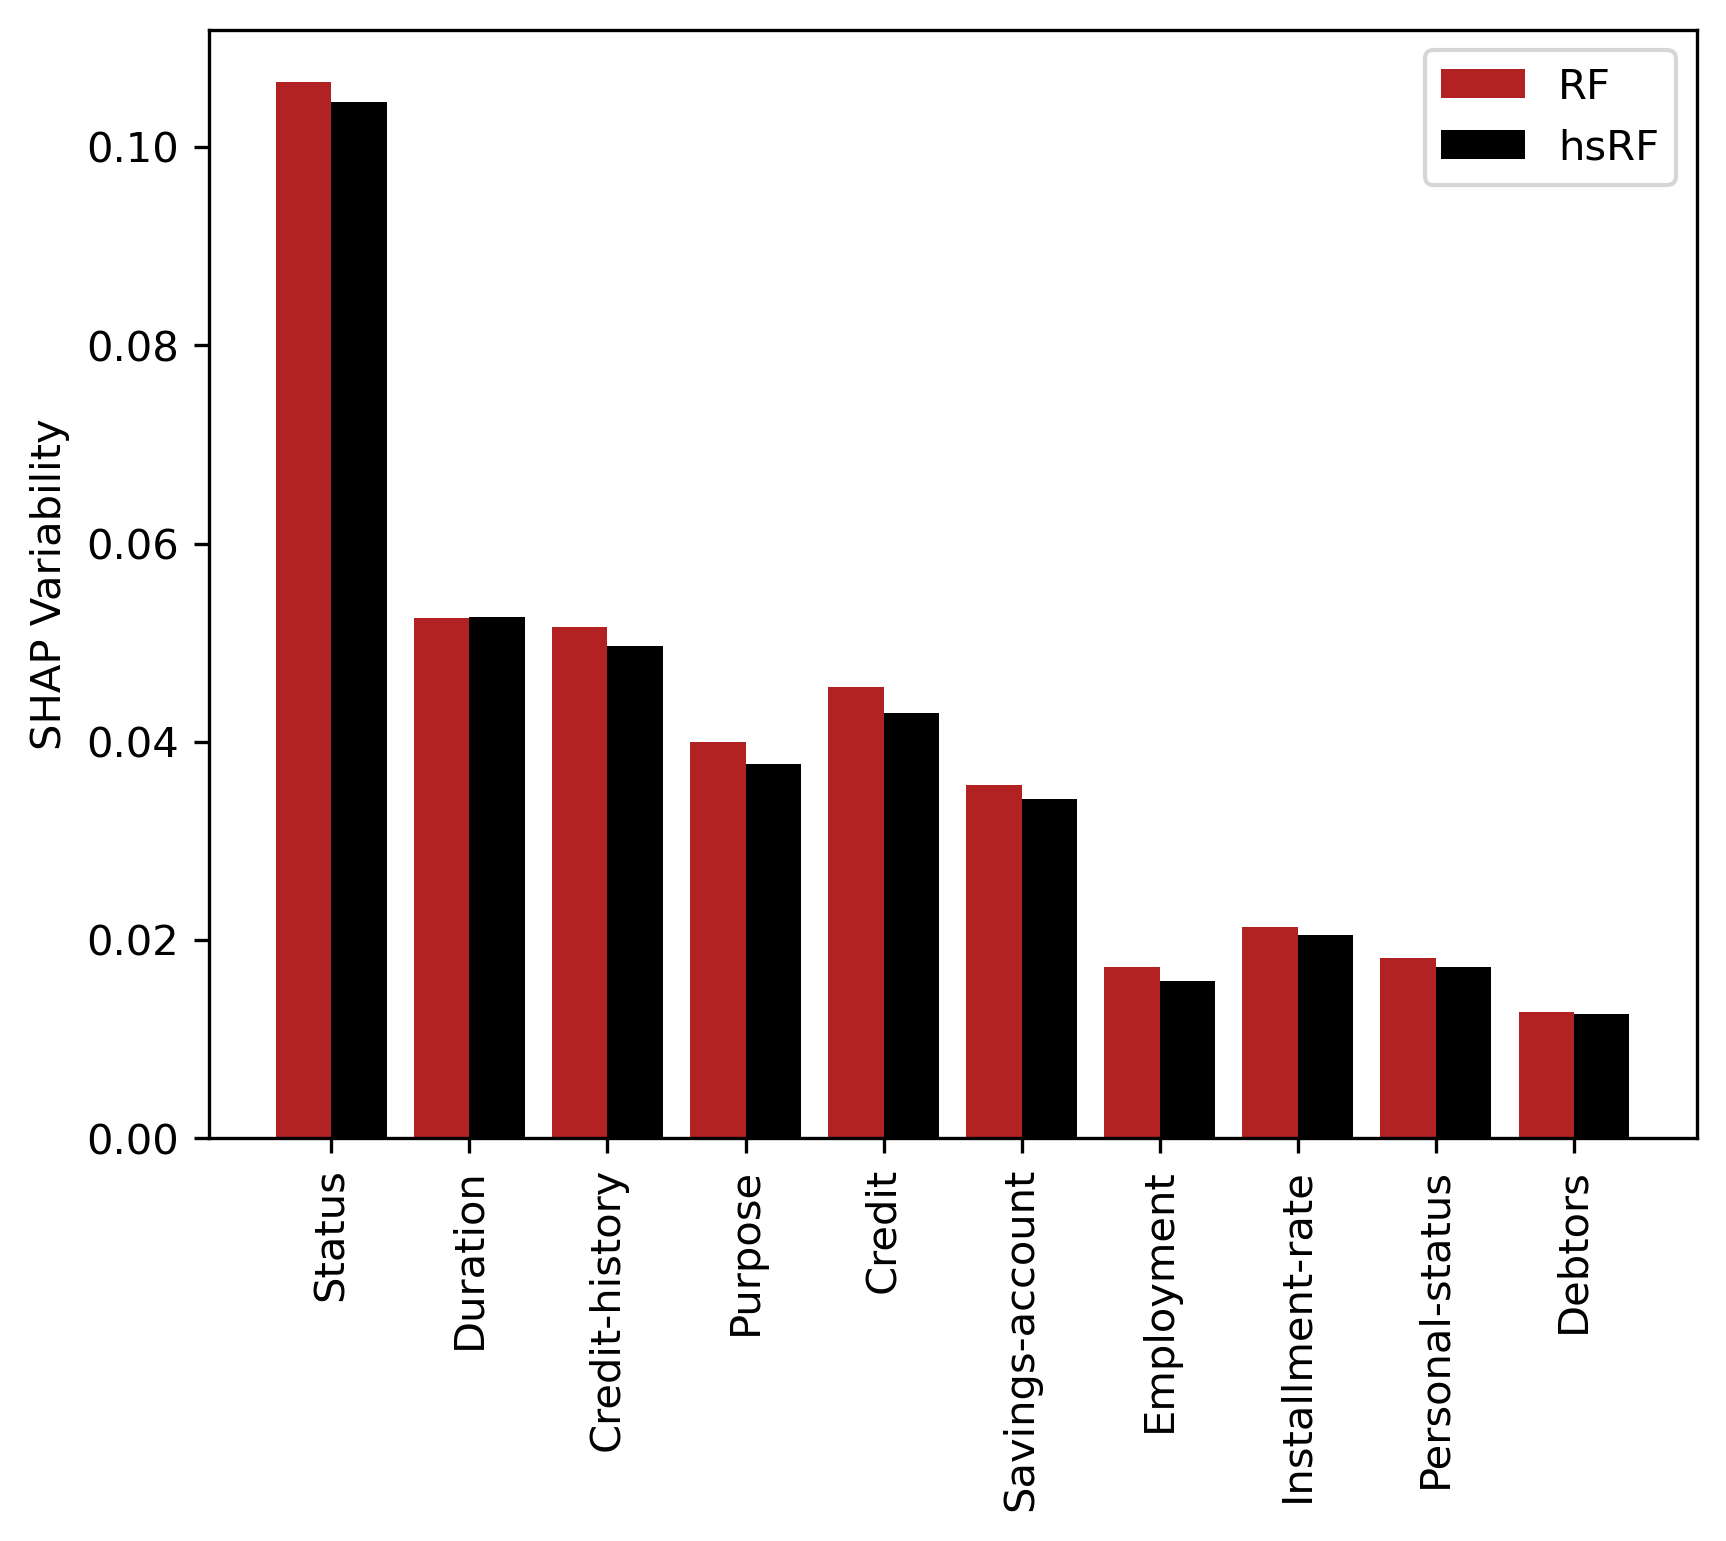 RF
hsRF
0.10
0.08
0.06
0.04
0.02
0.00
SHAP Variability
Status
Duration
Credit-history
Purpose
Credit
Savings-account
Employment
Installment-rate
Personal-status
Debtors